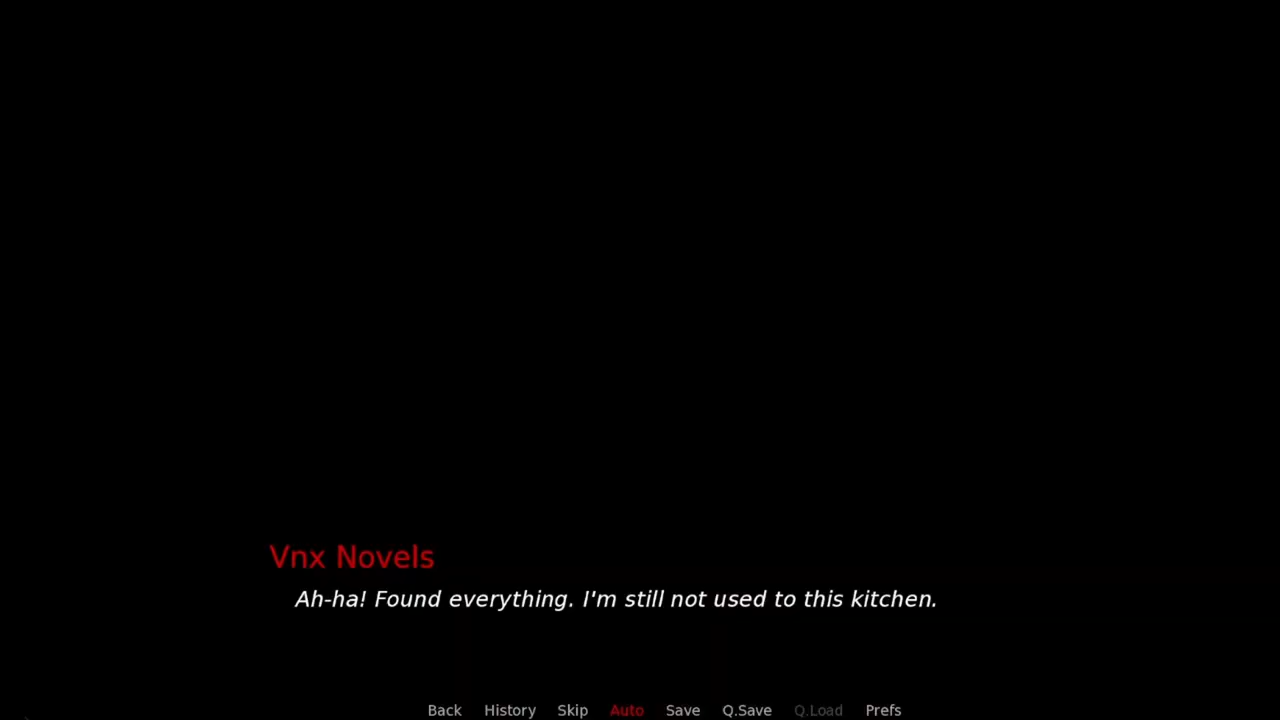 Vnx Novels
Ah-ha! Found everything. I'm still not used to this kitchen.
Back History Skip Auto Save Q.Save Q.Load Prefs